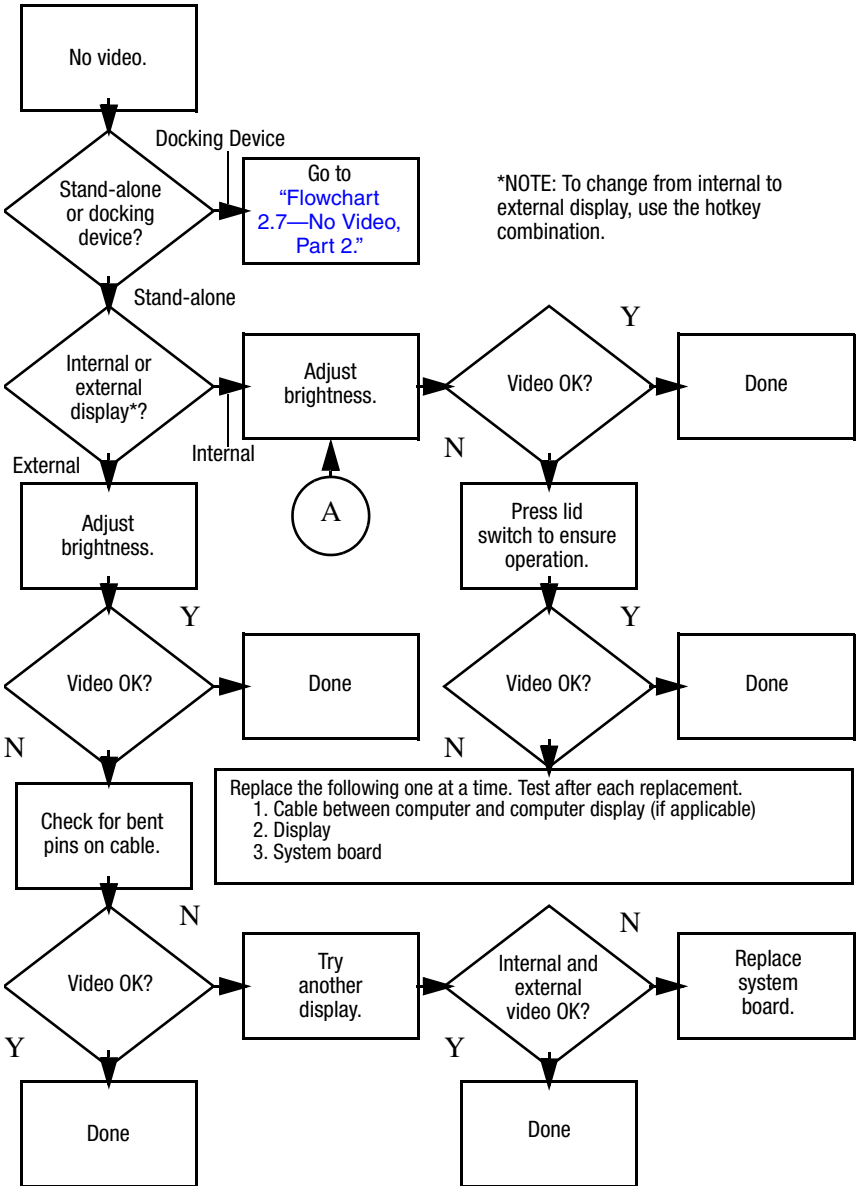 No video.
Docking Device
Stand-alone
or docking
device?
Go to
“Flowchart
2.7—No Video,
Part 2.”
*NOTE: To change from internal to
external display, use the hotkey
combination.
Stand-alone
Internal or
external
display*?
Internal
External
Adjust
brightness.
A
Video OK?
Y
Done
N
Press lid
switch to ensure
operation.
Video OK?
Y
Done
N
Replace the following one at a time. Test after each replacement.
1. Cable between computer and computer display (if applicable)
2. Display
3. System board
Adjust
brightness.
Video OK?
Y
Done
N
Check for bent
pins on cable.
Video OK?
N
Try
another
display.
Internal and
external
video OK?
N
Replace
system
board.
Y
Done
Y
Done